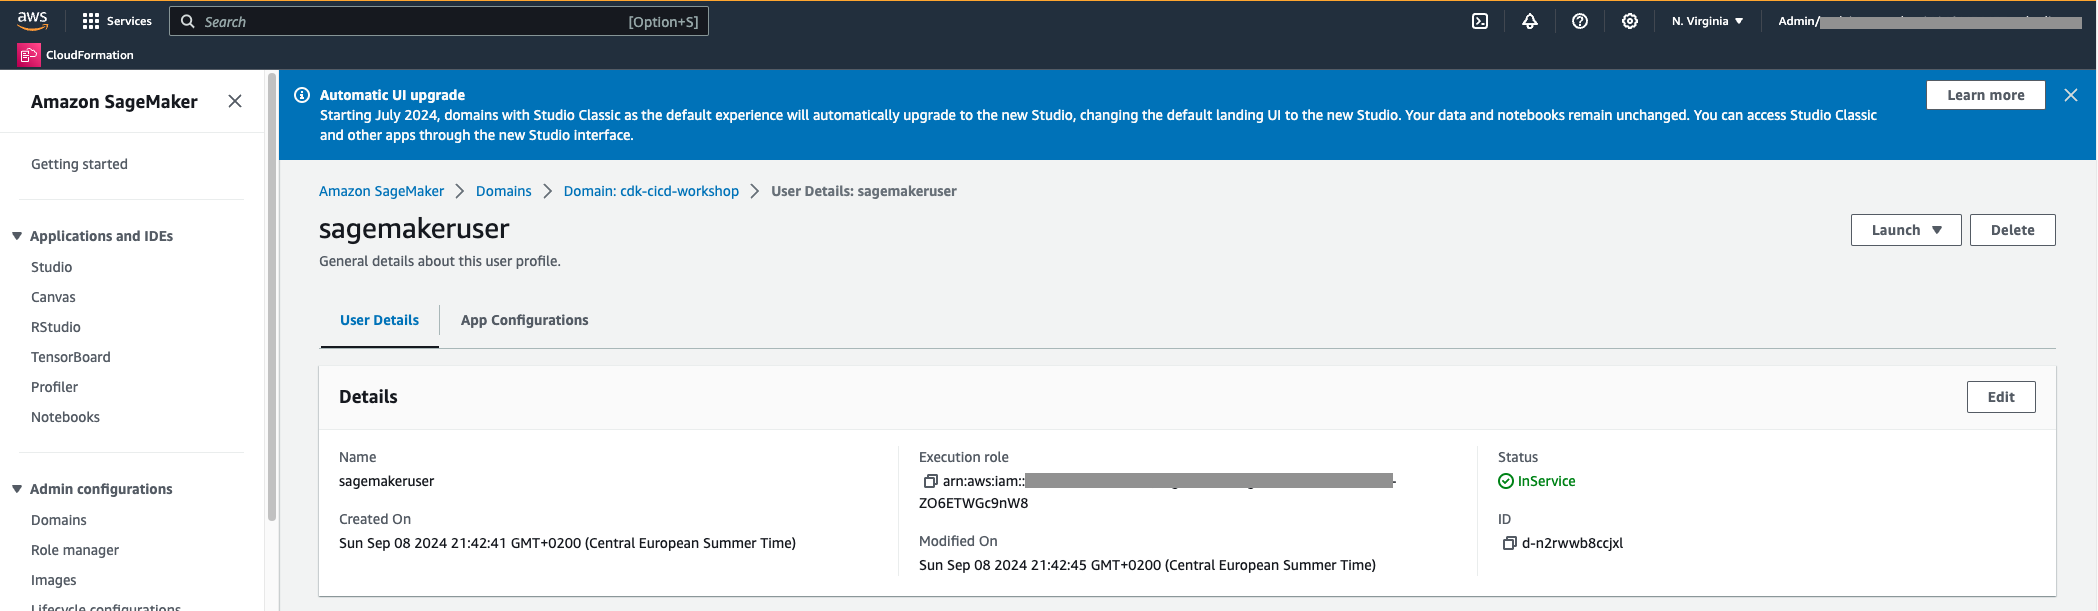 aws
Services
Search
[Option+S]
N. Virginia
Admin/
CloudFormation
Amazon SageMaker
Getting started
Applications and IDEs
Studio
Canvas
RStudio
TensorBoard
Profiler
Notebooks
Admin configurations
Domains
Role manager
Images
Lifecycle configurations
Automatic UI upgrade
Starting July 2024, domains with Studio Classic as the default experience will automatically upgrade to the new Studio, changing the default landing UI to the new Studio. Your data and notebooks remain unchanged. You can access Studio Classic
and other apps through the new Studio interface.
Learn more
Amazon SageMaker
Domains
Domain: cdk-cicd-workshop
User Details: sagemakeruser
sagemakeruser
General details about this user profile.
Launch
Delete
User Details
App Configurations
Details
Edit
Name
sagemakeruser
Created On
Sun Sep 08 2024 21:42:41 GMT+0200 (Central European Summer Time)
Execution role
arn:aws:iam::
-
ZO6ETWGc9nW8
Modified On
Sun Sep 08 2024 21:42:45 GMT+0200 (Central European Summer Time)
Status
InService
ID
d-n2rwwb8ccjxl